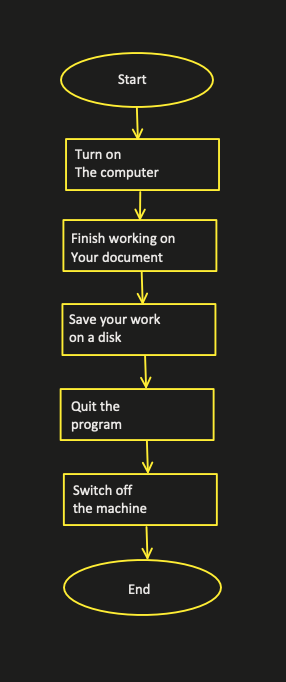 Start
Turn on
The computer
Finish working on
Your document
Save your work
on a disk
Quit the
program
Switch off
the machine
End